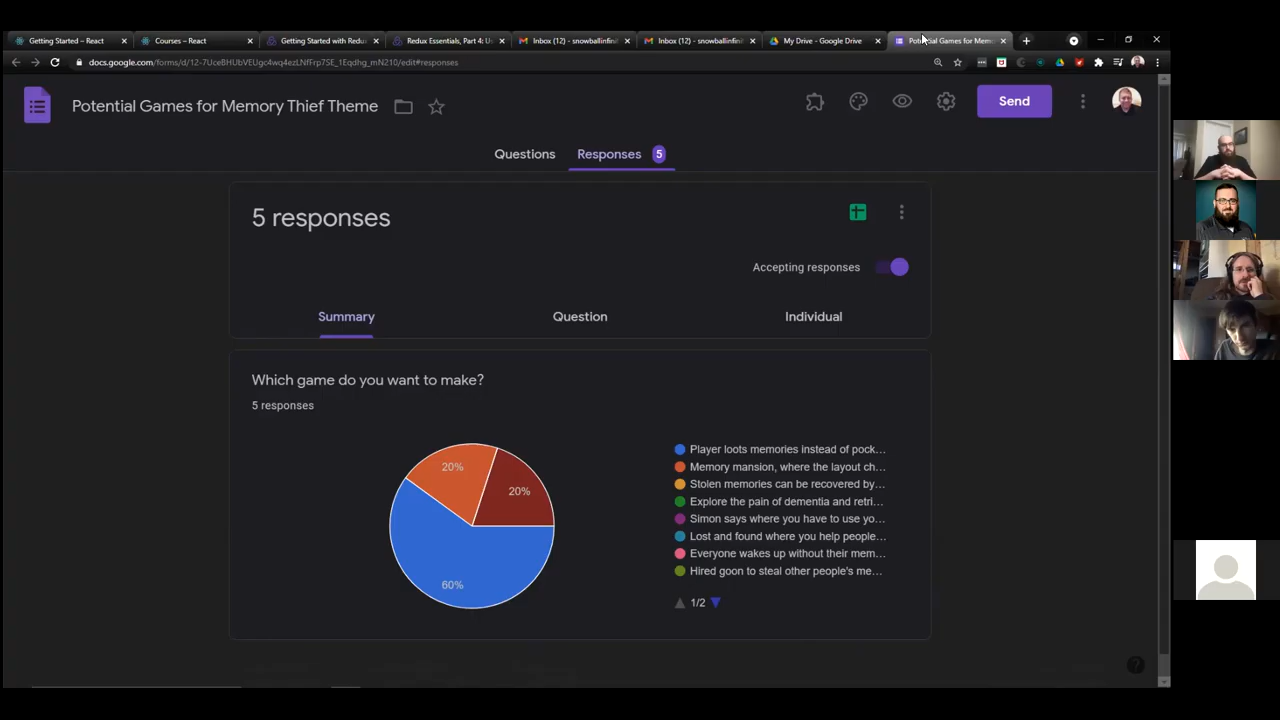 Getting Started – React
Courses – React
Getting Started with Redu
Redux Essentials, Part 4: U
Inbox (12) - snowballinfini
Inbox (12) - snowballinfini
My Drive - Google Drive
Potential Games for Memo
docs.google.com/forms/d/12-7UceBHUbVEUgc4wq4ezLNfFrp7SE_1Eqdhg_mN210/edit#responses
Potential Games for Memory Thief Theme
Send
Questions
Responses 5
5 responses
Accepting responses
Summary
Question
Individual
Which game do you want to make?
5 responses
20%
20%
60%
Player loots memories instead of pock...
Memory mansion, where the layout ch...
Stolen memories can be recovered by...
Explore the pain of dementia and retri...
Simon says where you have to use yo...
Lost and found where you help people...
Everyone wakes up without their mem...
Hired goon to steal other people's me...
1/2